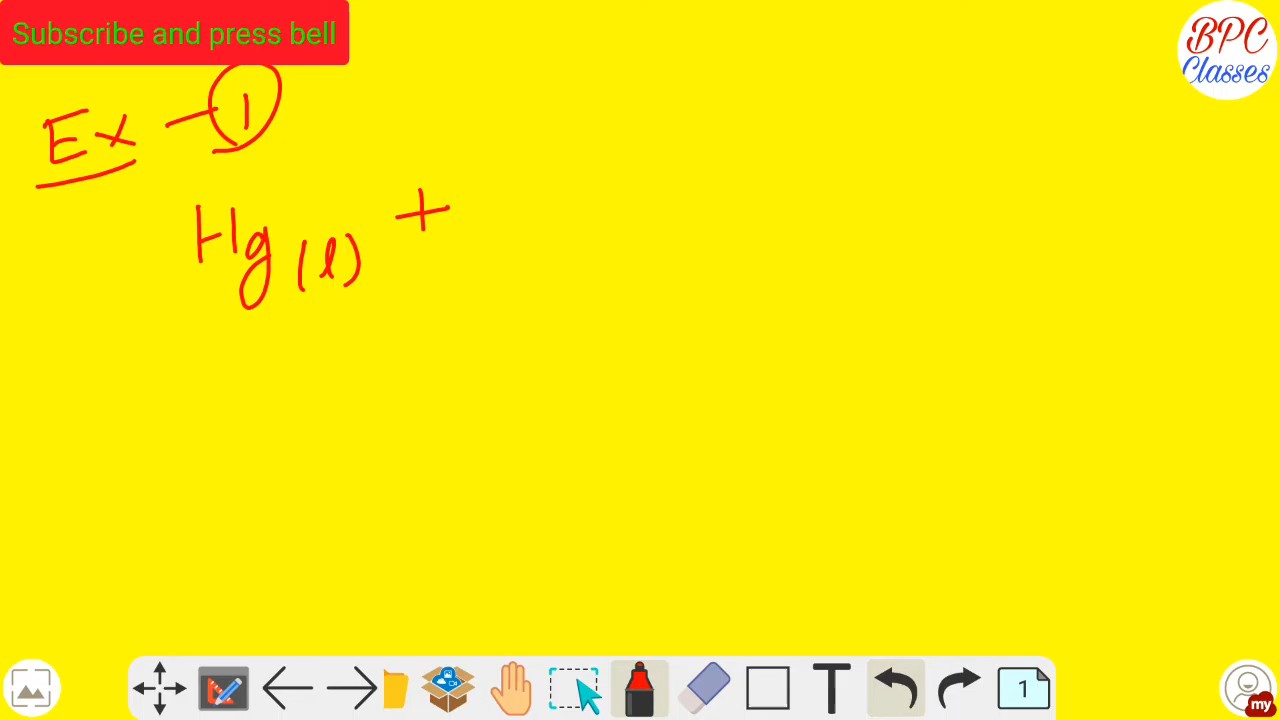 Subscribe and press bell
BPC
Classes
Ex - 1
Hg (l) +
T
1
my